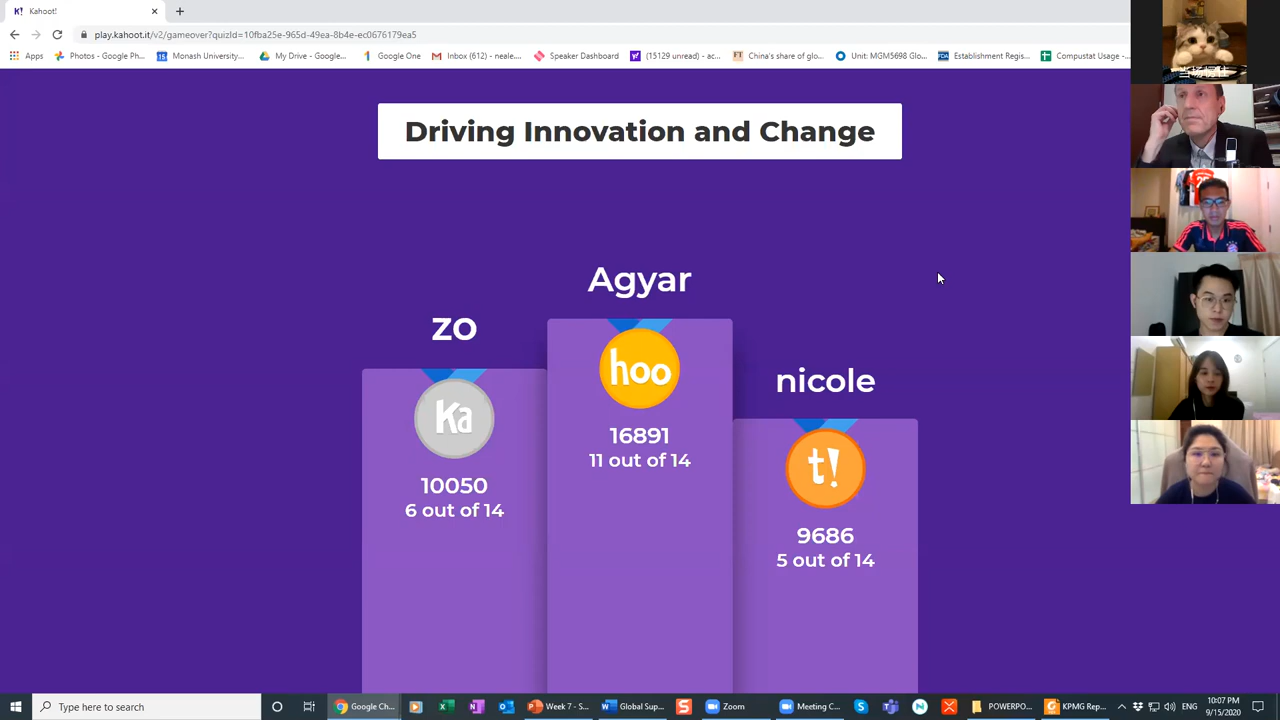 Kahoot!
play.kahoot.it/v2/gameover?quizId=10fba25e-965d-49ea-8b4e-ec0676179ea5
Apps
Photos - Google Ph...
Monash University...
My Drive - Google...
Google One
Inbox (612) - neale...
Speaker Dashboard
(15129 unread) - ac...
China's share of glo...
Unit: MGM5698 Glo...
Establishment Regis...
Compustat Usage -...
Driving Innovation and Change
Agyar
zo
nicole
hoo
Ka
t!
16891
11 out of 14
10050
6 out of 14
9686
5 out of 14
Type here to search
Google Ch...
Week 7 - S...
Global Sup...
Zoom
Meeting C...
POWERPO...
KPMG Rep...
ENG
10:07 PM
9/15/2020